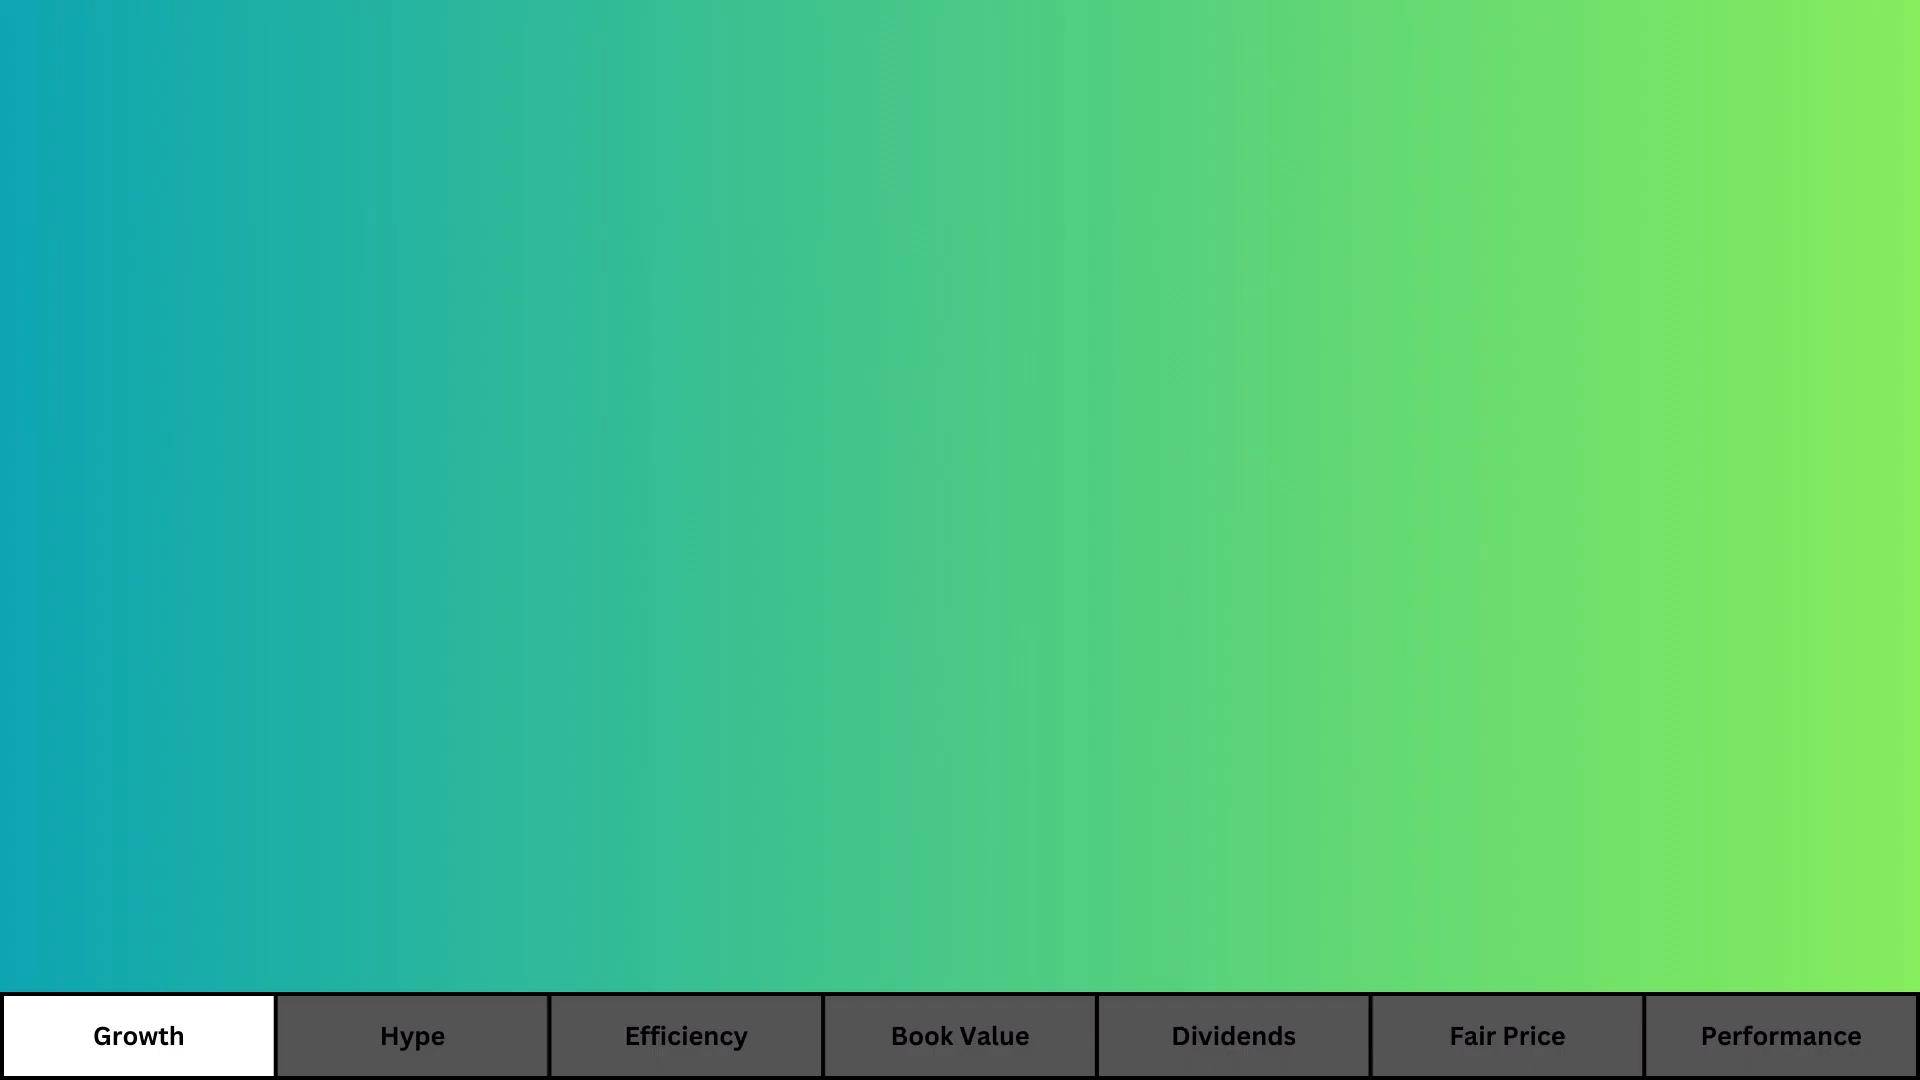 Growth
Hype
Efficiency
Book Value
Dividends
Fair Price
Performance